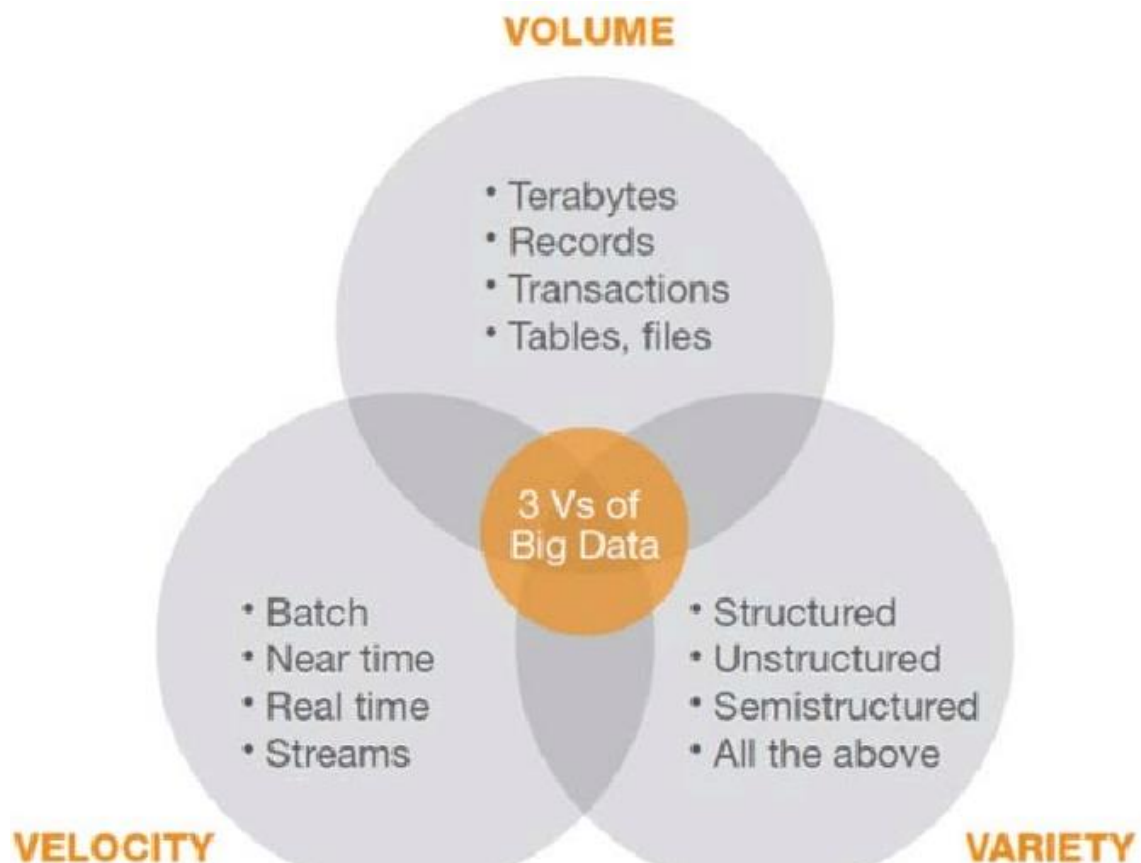 VOLUME
• Terabytes
• Records
• Transactions
• Tables, files
3 Vs of
Big Data
• Batch
• Near time
• Real time
• Streams
• Structured
• Unstructured
• Semistructured
• All the above
VELOCITY
VARIETY